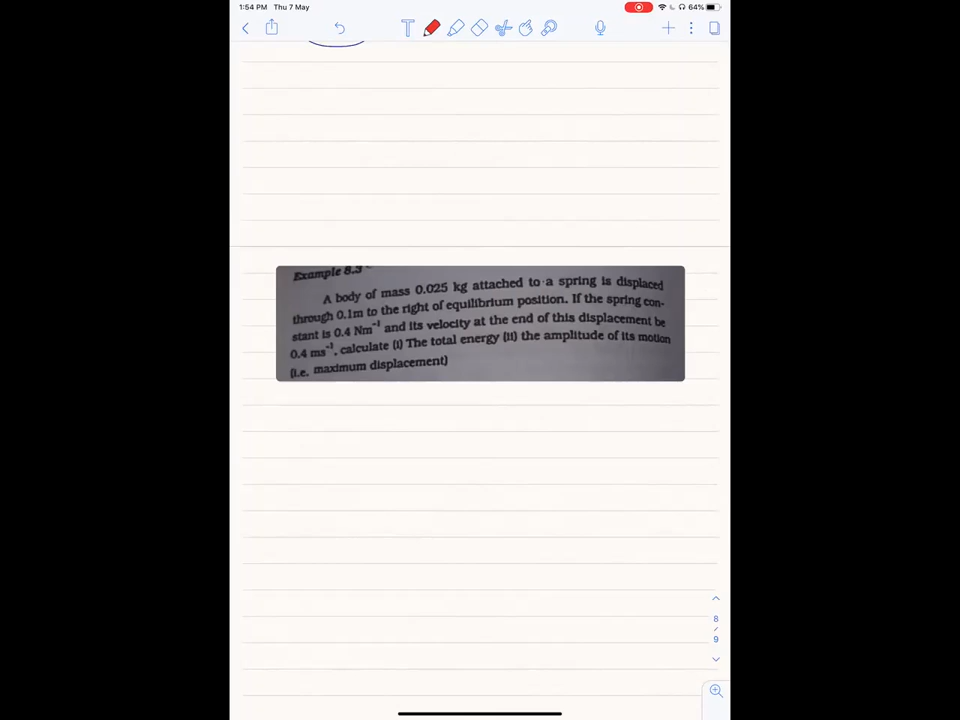 1:54 PM Thu 7 May
64%
T
Example 8.3
A body of mass 0.025 kg attached to a spring is displaced
through 0.1m to the right of equilibrium position. If the spring con-
stant is 0.4 Nm⁻¹ and its velocity at the end of this displacement be
0.4 ms⁻¹, calculate (i) The total energy (ii) the amplitude of its motion
(i.e. maximum displacement)
8
9